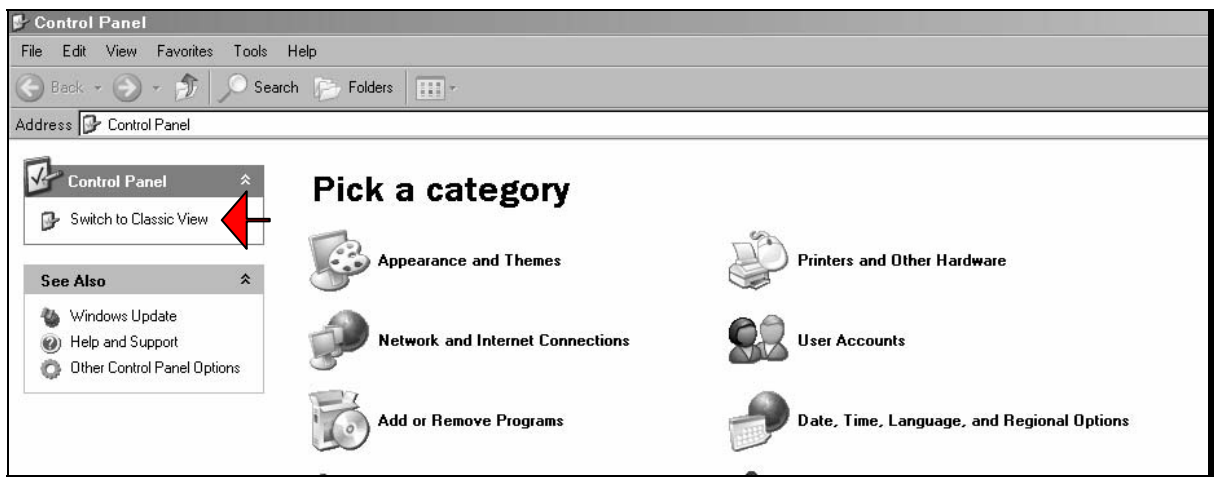 Control Panel
File Edit View Favorites Tools Help
Back Search Folders
Address Control Panel
Control Panel
Switch to Classic View
See Also
Windows Update
Help and Support
Other Control Panel Options
Pick a category
Appearance and Themes
Printers and Other Hardware
Network and Internet Connections
User Accounts
Add or Remove Programs
Date, Time, Language, and Regional Options